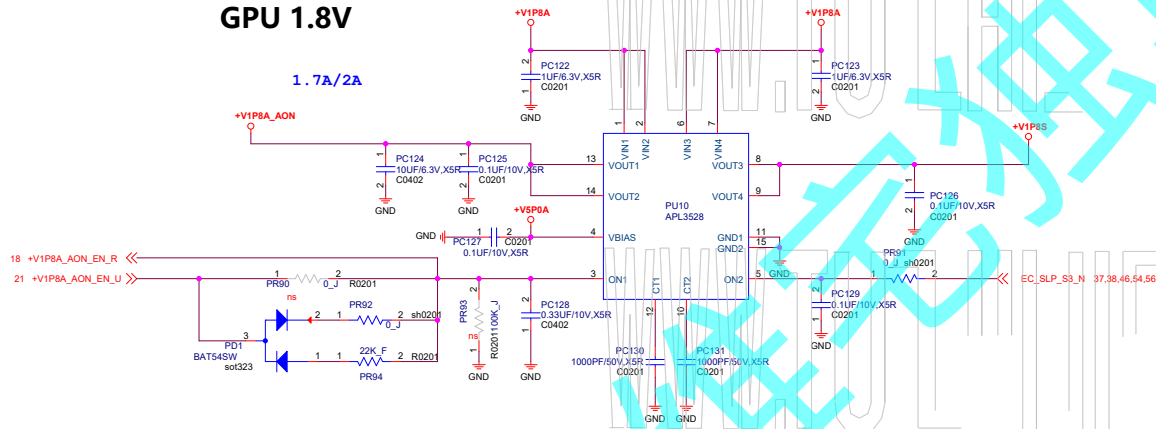 GPU 1.8V
1.7A/2A
+V1P8A
+V1P8A
PC122
1UF/6.3V,X5R
C0201
GND
PC123
1UF/6.3V,X5R
C0201
GND
+V1P8A_AON
+V1P8S
PC124
10UF/6.3V,X5R
C0402
GND
PC125
0.1UF/10V,X5R
C0201
GND
1 VIN1
2 VIN2
6 VIN3
7 VIN4
13 VOUT1
14 VOUT2
VOUT3 8
VOUT4 9
PU10
APL3528
PC126
0.1UF/10V,X5R
C0201
GND
+V5P0A
GND
PC127
C0201
0.1UF/10V,X5R
4 VBIAS
GND1 11
GND2 15
GND
18 +V1P8A_AON_EN_R
21 +V1P8A_AON_EN_U
PR90
0_J
R0201
ns
3 ON1
ON2 5
PR91
0_J sh0201
EC_SLP_S3_N 37,38,46,54,56
PR92
0_J
sh0201
PD1
BAT54SW
sot323
22K_F
R0201
PR94
PR93
ns
R0201 100K_J
GND
PC128
0.33UF/10V,X5R
C0402
GND
CT1 12
CT2 10
PC129
0.1UF/10V,X5R
C0201
GND
PC130
1000PF/50V,X5R
C0201
GND
PC131
1000PF/50V,X5R
C0201
GND